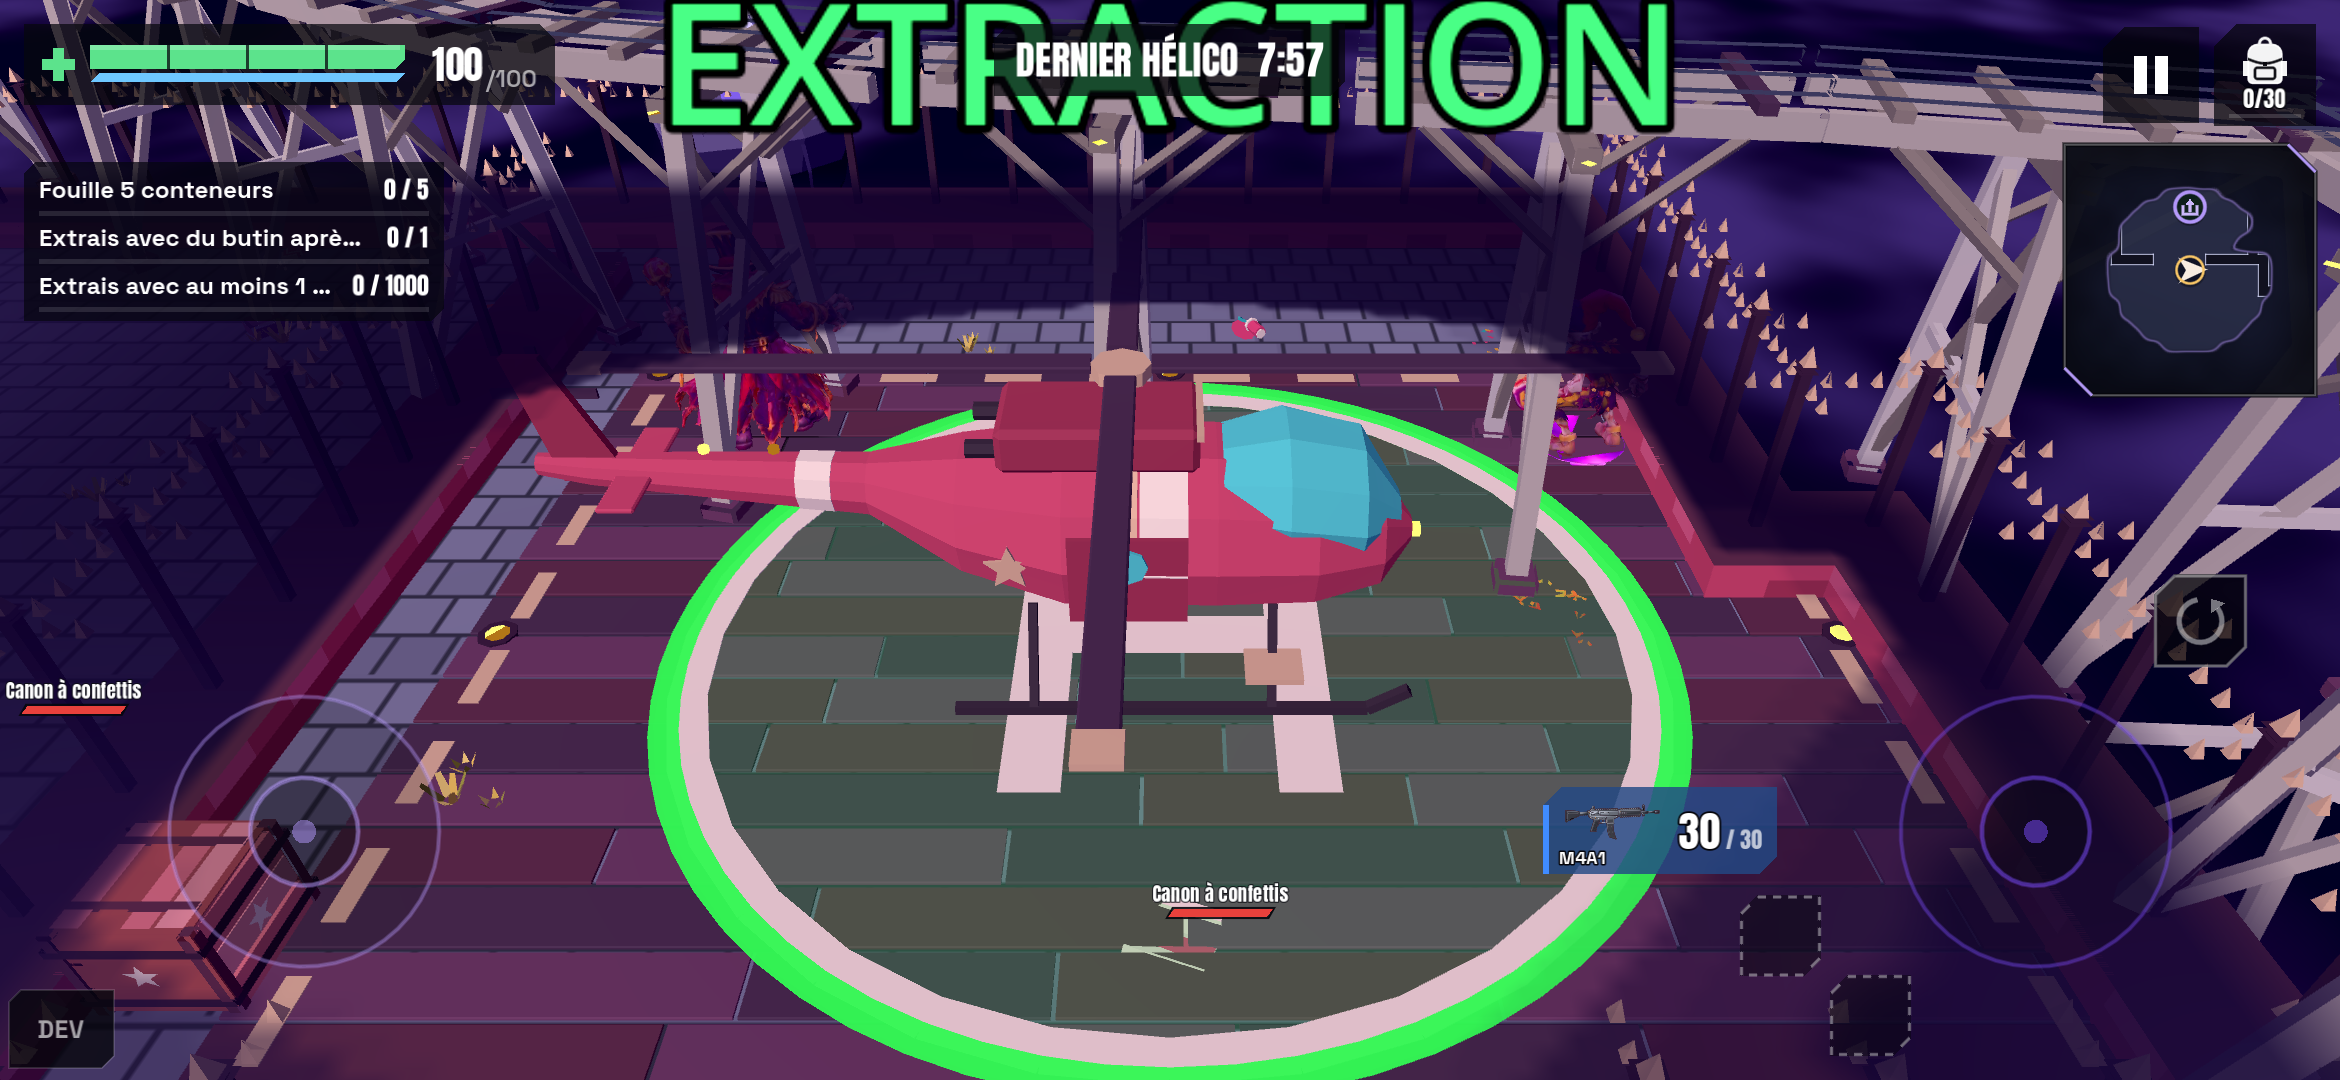 EXTRACTION
DERNIER HÉLICO 7:57
100 /100
0/30
Fouille 5 conteneurs 0 / 5
Extrais avec du butin aprè... 0 / 1
Extrais avec au moins 1 ... 0 / 1000
Canon à confettis
30 / 30
M4A1
Canon à confettis
DEV